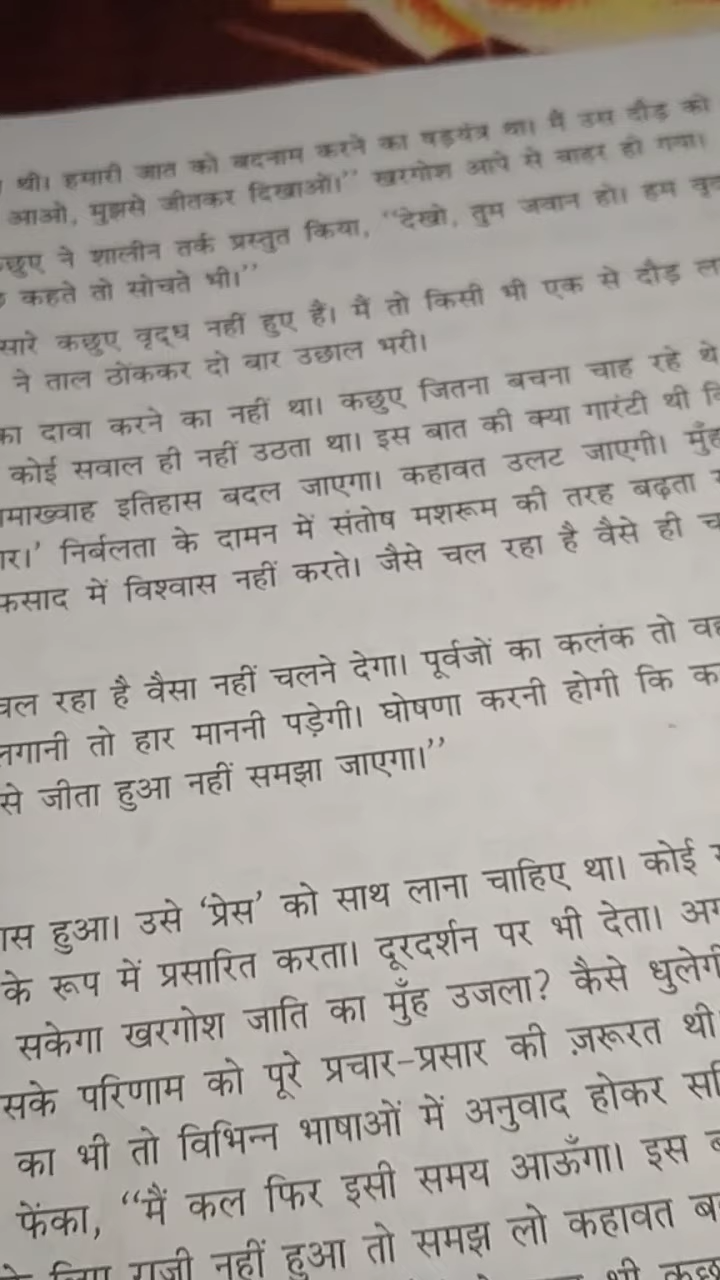 थी। हमारी जात को बदनाम करने का षड्यंत्र था। मैं उस दौड़ को
आओ, मुझसे जीतकर दिखाओ।” खरगोश आपे से बाहर हो गया।
कछुए ने शालीन तर्क प्रस्तुत किया, “देखो, तुम जवान हो। हम
कहते तो सोचते भी।”
सारे कछुए वृद्ध नहीं हुए हैं। मैं तो किसी भी एक से दौड़
ने ताल ठोंककर दो बार उछाल भरी।
का दावा करने का नहीं था। कछुए जितना बचना चाह रहे थे
कोई सवाल ही नहीं उठता था। इस बात की क्या गारंटी थी
इतिहास बदल जाएगा। कहावत उलट जाएगी। मुँह
निर्बलता के दामन में संतोष मशरूम की तरह बढ़ता
फसाद में विश्वास नहीं करते। जैसे चल रहा है वैसे ही
चल रहा है वैसा नहीं चलने देगा। पूर्वजों का कलंक तो
लगानी तो हार माननी पड़ेगी। घोषणा करनी होगी कि
से जीता हुआ नहीं समझा जाएगा।”
हुआ। उसे ‘प्रेस’ को साथ लाना चाहिए था। कोई
के रूप में प्रसारित करता। दूरदर्शन पर भी देता।
सकेगा खरगोश जाति का मुँह उजला? कैसे धुलेगी
परिणाम को पूरे प्रचार-प्रसार की ज़रूरत थी
का भी तो विभिन्न भाषाओं में अनुवाद होकर
फेंका, “मैं कल फिर इसी समय आऊँगा। इस
राजी नहीं हुआ तो समझ लो कहावत